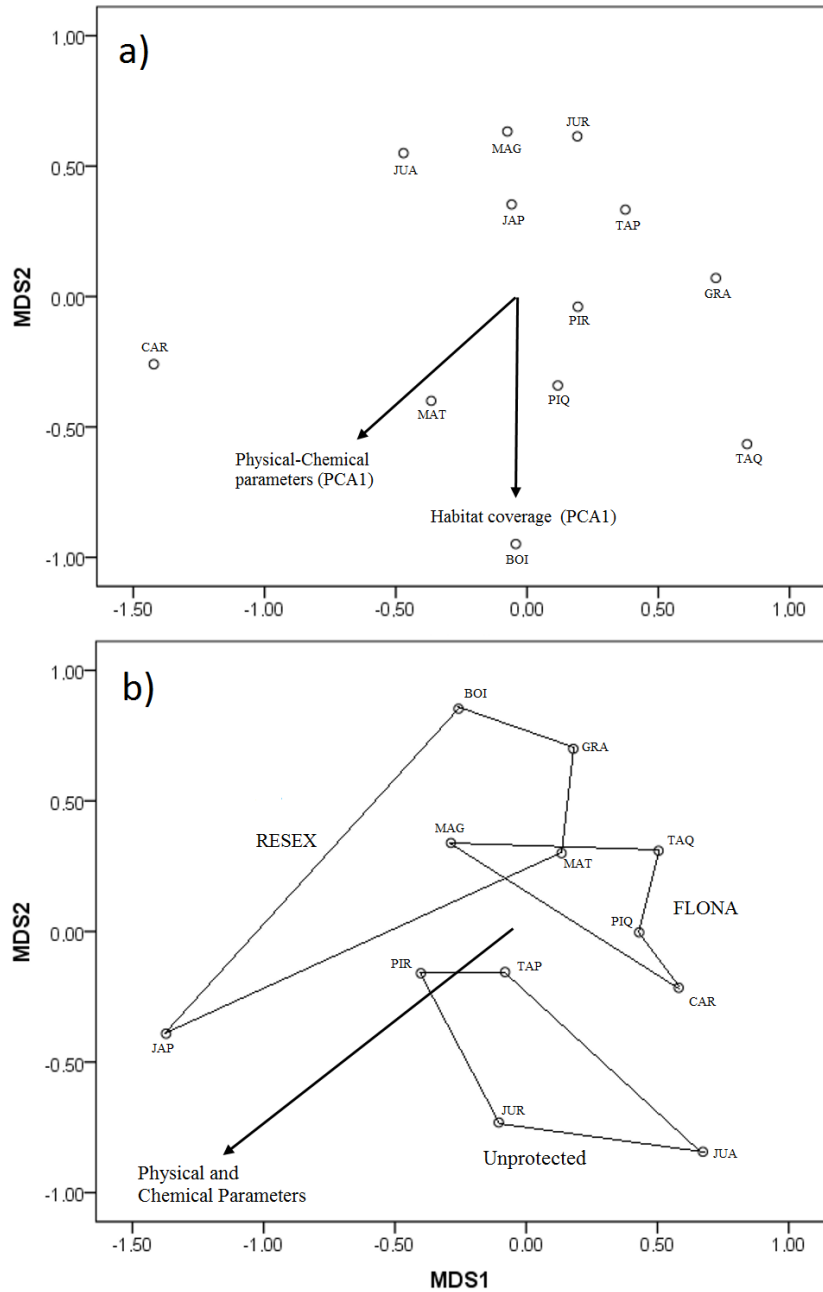 a)
MDS2
1.00
0.50
0.00
-0.50
-1.00
JUR
MAG
JUA
JAP
TAP
GRA
PIR
CAR
PIQ
MAT
TAQ
Physical-Chemical
parameters (PCA1)
Habitat coverage (PCA1)
BOI
-1.50
-1.00
-0.50
0.00
0.50
1.00
b)
MDS2
1.00
0.50
0.00
-0.50
-1.00
BOI
GRA
MAG
RESEX
TAQ
MAT
FLONA
PIQ
PIR
TAP
CAR
JAP
JUR
Unprotected
JUA
Physical and
Chemical Parameters
-1.50
-1.00
-0.50
0.00
0.50
1.00
MDS1